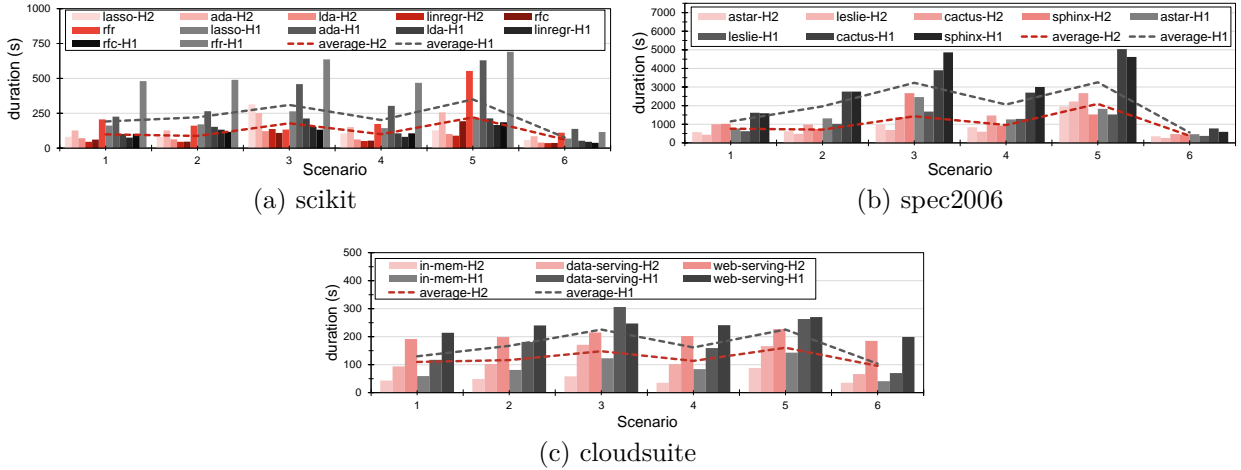 lasso-H2 ada-H2 lda-H2 linregr-H2 rfc
rfr lasso-H1 ada-H1 lda-H1 linregr-H1
rfc-H1 rfr-H1 average-H2 average-H1
1000
750
500
250
0
duration (s)
1 2 3 4 5 6
Scenario
(a) scikit
astar-H2 leslie-H2 cactus-H2 sphinx-H2 astar-H1
leslie-H1 cactus-H1 sphinx-H1 average-H2 average-H1
7000
6000
5000
4000
3000
2000
1000
0
duration (s)
1 2 3 4 5 6
Scenario
(b) spec2006
in-mem-H2 data-serving-H2 web-serving-H2
in-mem-H1 data-serving-H1 web-serving-H1
average-H2 average-H1
500
400
300
200
100
0
duration (s)
1 2 3 4 5 6
Scenario
(c) cloudsuite